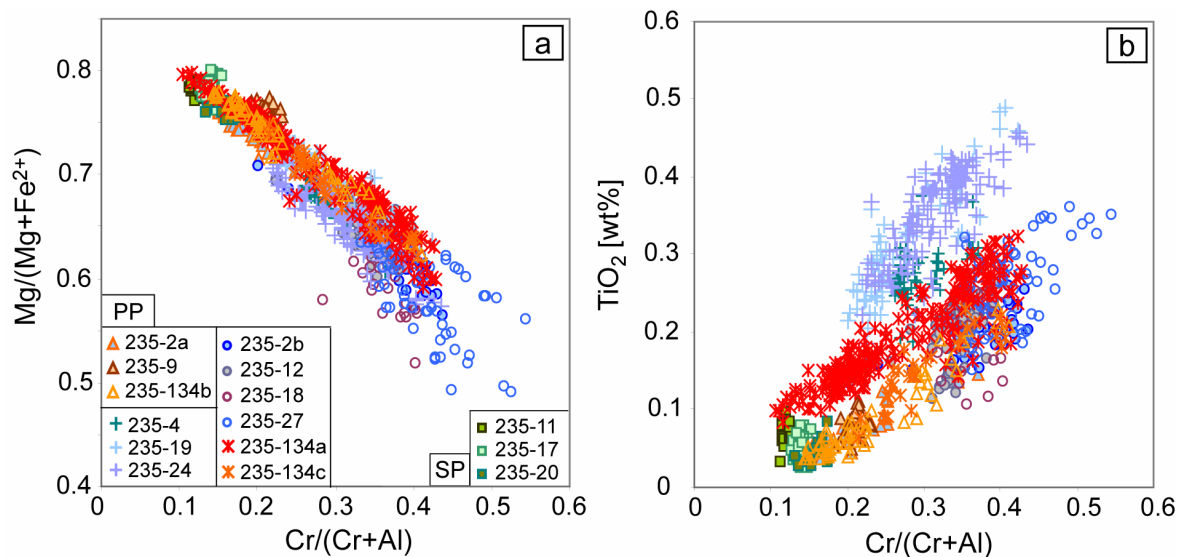 a
0.8
0.7
0.6
0.5
0.4
Mg/(Mg+Fe²⁺)
PP
235-2a
235-9
235-134b
235-4
235-19
235-24
235-2b
235-12
235-18
235-27
235-134a
235-134c
SP
235-11
235-17
235-20
0 0.1 0.2 0.3 0.4 0.5 0.6
Cr/(Cr+Al)
b
0.6
0.5
0.4
0.3
0.2
0.1
0
TiO₂ [wt%]
0 0.1 0.2 0.3 0.4 0.5 0.6
Cr/(Cr+Al)